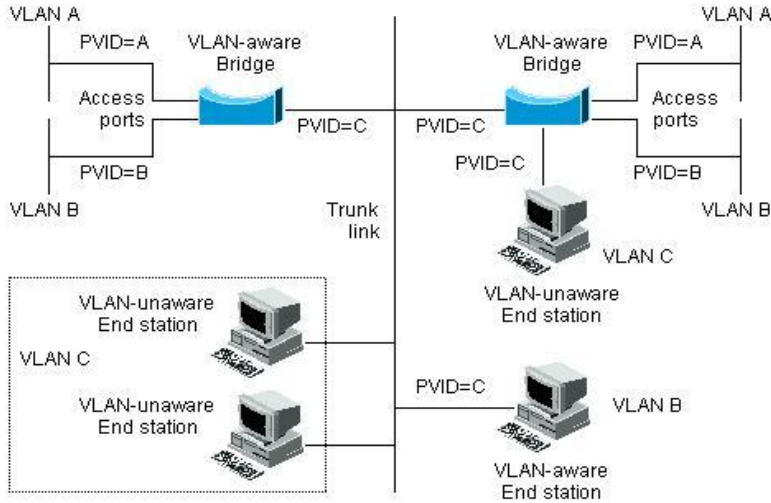 VLAN A
PVID=A
VLAN-aware
Bridge
Access
ports
PVID=C
PVID=B
VLAN B
VLAN A
VLAN-aware
Bridge
PVID=A
PVID=C
Access
ports
PVID=C
PVID=B
VLAN B
Trunk
link
VLAN C
VLAN-unaware
End station
VLAN-unaware
End station
VLAN C
VLAN-unaware
End station
PVID=C
VLAN B
VLAN-aware
End station